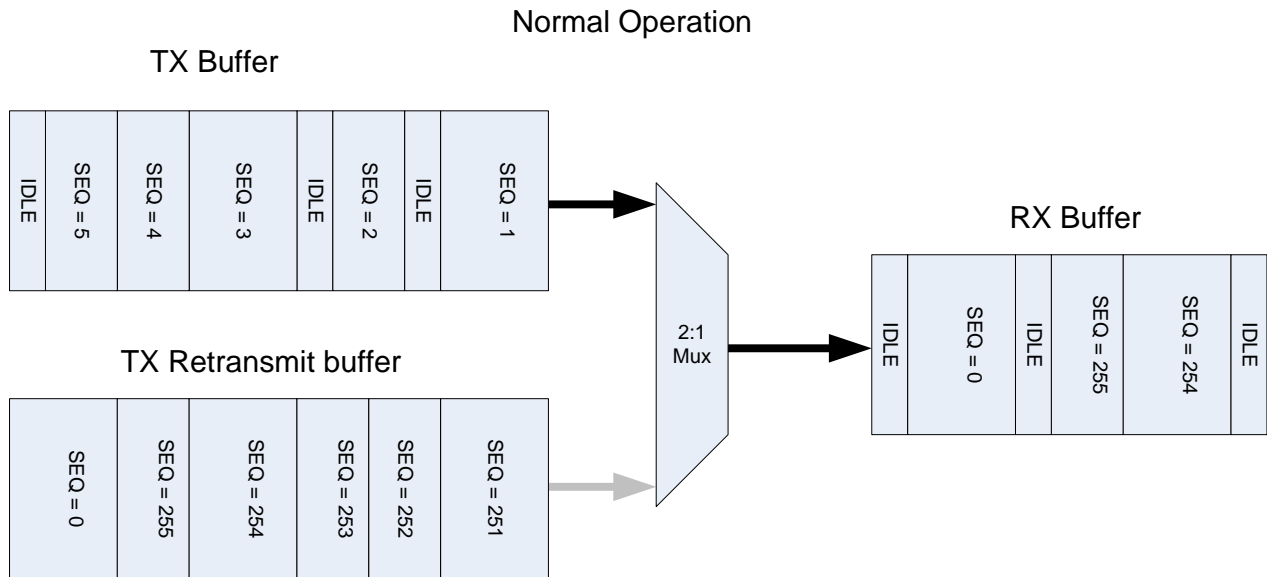 Normal Operation
TX Buffer
IDLE
SEQ = 5
SEQ = 4
SEQ = 3
IDLE
SEQ = 2
IDLE
SEQ = 1
2:1
Mux
RX Buffer
IDLE
SEQ = 0
IDLE
SEQ = 255
SEQ = 254
IDLE
TX Retransmit buffer
SEQ = 0
SEQ = 255
SEQ = 254
SEQ = 253
SEQ = 252
SEQ = 251